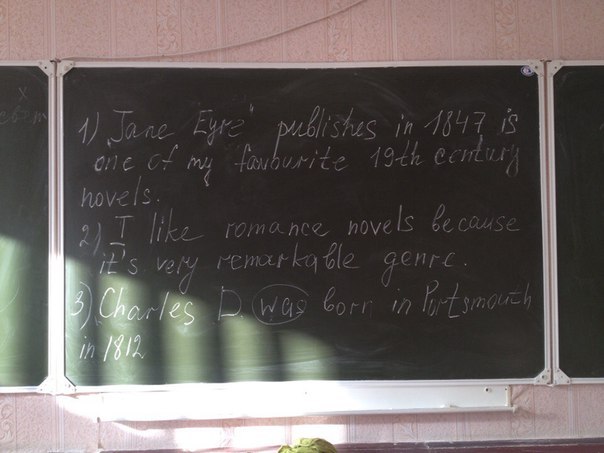 1) Jane Eyre" publishes in 1847 is
one of my favourite 19th century
novels.
2) I like romance novels because
it's very remarkable genre.
3) Charles D. was born in Portsmouth
in 1812